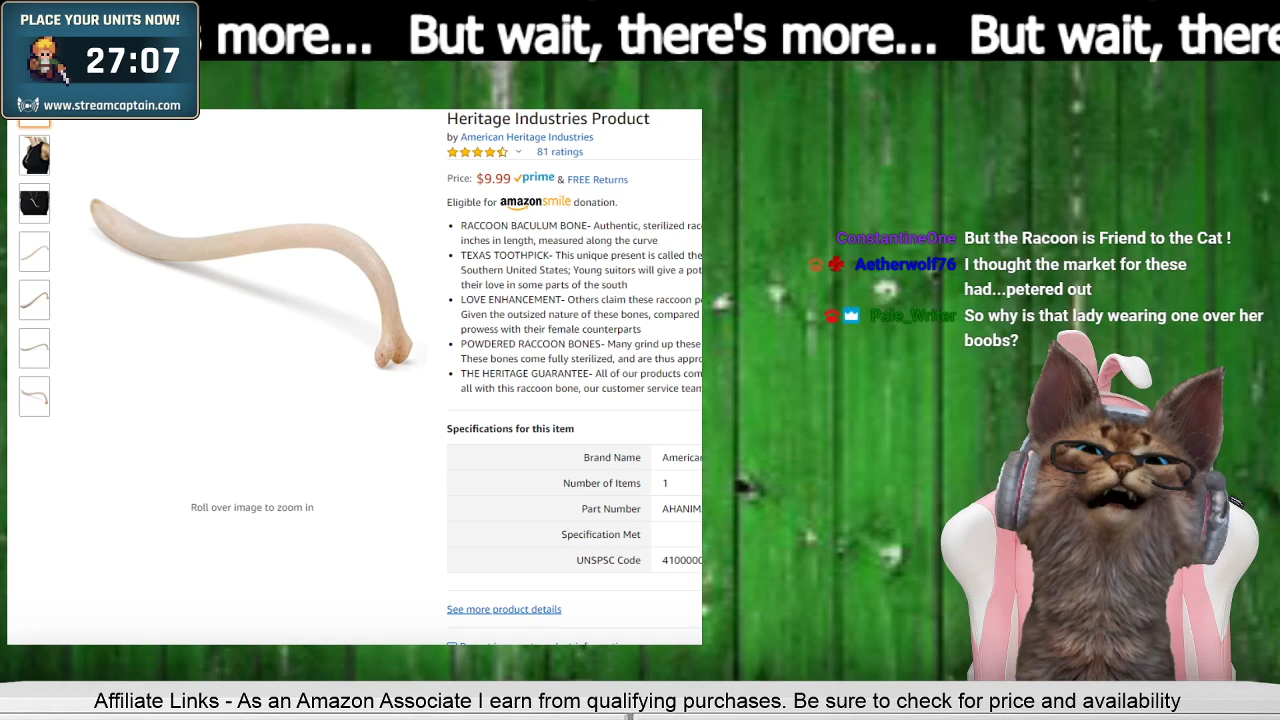 PLACE YOUR UNITS NOW!
27:07
www.streamcaptain.com
more... But wait, there's more... But wait, there
Heritage Industries Product
by American Heritage Industries
81 ratings
Price: $9.99 prime & FREE Returns
Eligible for amazonsmile donation.
RACCOON BACULUM BONE- Authentic, sterilized rac
inches in length, measured along the curve
TEXAS TOOTHPICK- This unique present is called the
Southern United States; Young suitors will give a pot
their love in some parts of the south
LOVE ENHANCEMENT- Others claim these raccoon p
Given the outsized nature of these bones, compared
prowess with their female counterparts
POWDERED RACCOON BONES- Many grind up these
These bones come fully sterilized, and are thus appro
THE HERITAGE GUARANTEE- All of our products com
all with this raccoon bone, our customer service team
Specifications for this item
Brand Name America
Number of Items 1
Part Number AHANIM
Specification Met
UNSPSC Code 4100000
See more product details
Roll over image to zoom in
ConstantineOne But the Racoon is Friend to the Cat !
Aetherwolf76 I thought the market for these
had...petered out
Pale_Writer So why is that lady wearing one over her
boobs?
Affiliate Links - As an Amazon Associate I earn from qualifying purchases. Be sure to check for price and availability